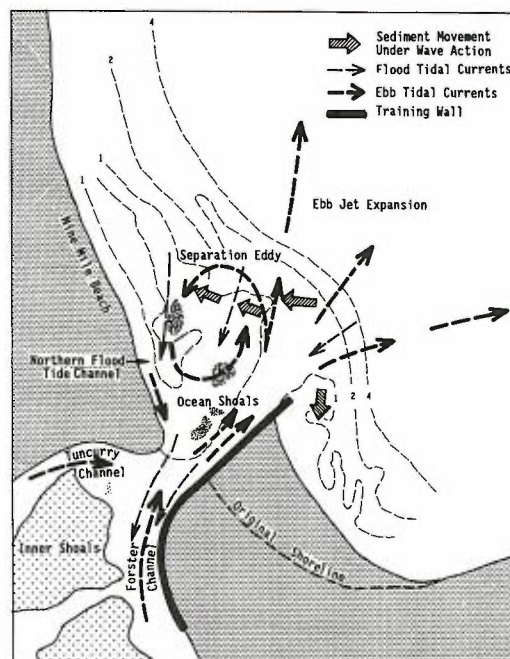 4
2
1
1
Sediment Movement
Under Wave Action
Flood Tidal Currents
Ebb Tidal Currents
Training Wall
Ebb Jet Expansion
Nine Mile Beach
Separation Eddy
Northern Flood
Tide Channel
Ocean Shoals
1
2
4
Tuncurry
Channel
Original Shoreline
Inner Shoals
Forster
Channel